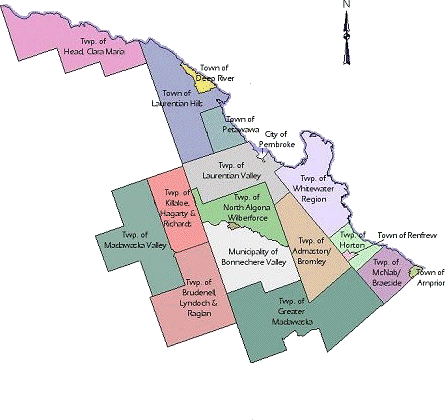 N
Twp. of
Head, Clara Maria
Town of
Deep River
Town of
Laurentian Hills
Town of
Petawawa
City of
Pembroke
Twp. of
Laurentian Valley
Twp. of
Whitewater
Region
Twp. of
Killaloe,
Hagarty &
Richards
Twp. of
North Algona
Wilberforce
Twp. of
Madawaska Valley
Municipality of
Bonnechere Valley
Twp. of
Admaston/
Bromley
Twp. of
Horton
Town of Renfrew
Twp. of
McNab/
Braeside
Town of
Arnprior
Twp. of
Brudenell,
Lyndoch &
Raglan
Twp. of
Greater
Madawaska